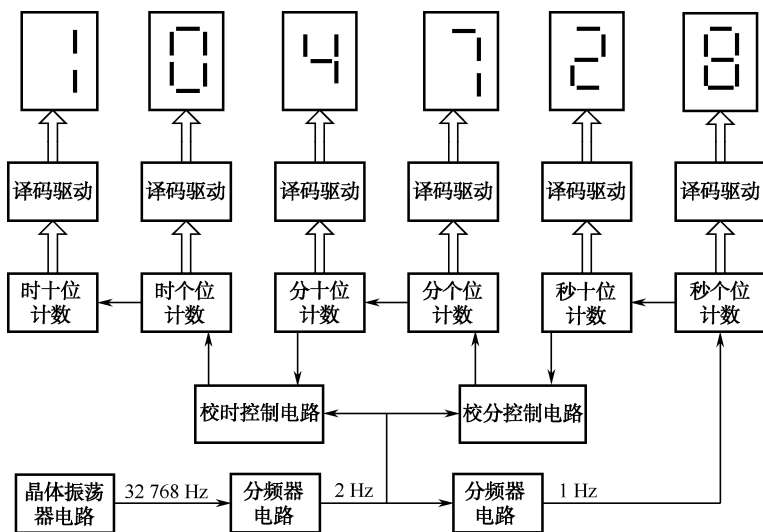 1 0 4 7 2 8
译码驱动 译码驱动 译码驱动 译码驱动 译码驱动 译码驱动
时十位 时个位 分十位 分个位 秒十位 秒个位
计数 计数 计数 计数 计数 计数
校时控制电路 校分控制电路
晶体振荡 32 768 Hz 分频器 2 Hz 分频器 1 Hz
器电路 电路 电路